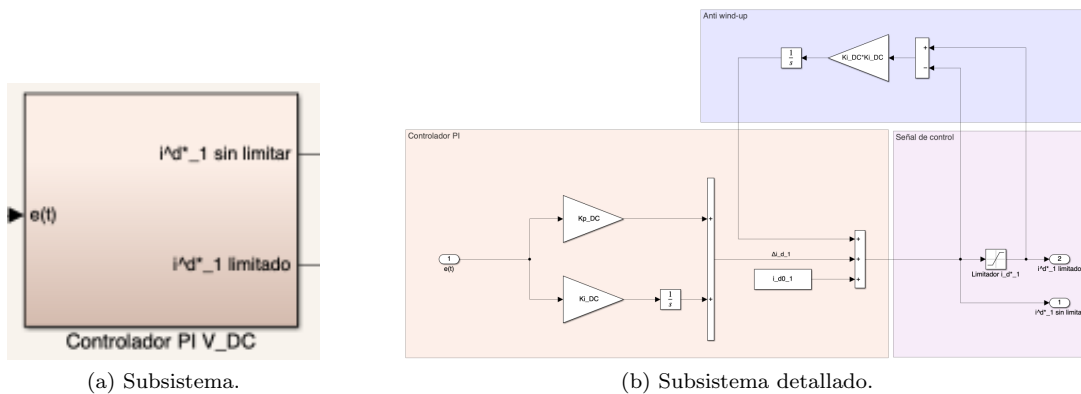 i^d*_1 sin limitar
e(t)
i^d*_1 limitado
Controlador PI V_DC
(a) Subsistema.
Anti wind-up
1
s
Ki_DC*Ki_DC
+
−
Controlador PI
Señal de control
Kp_DC
1
e(t)
Ki_DC
1
s
+
+
Δi_d_1
i_d0_1
+
+
+
Limitador i_d*_1
2
i^d*_1 limitado
1
i^d*_1 sin limita
(b) Subsistema detallado.